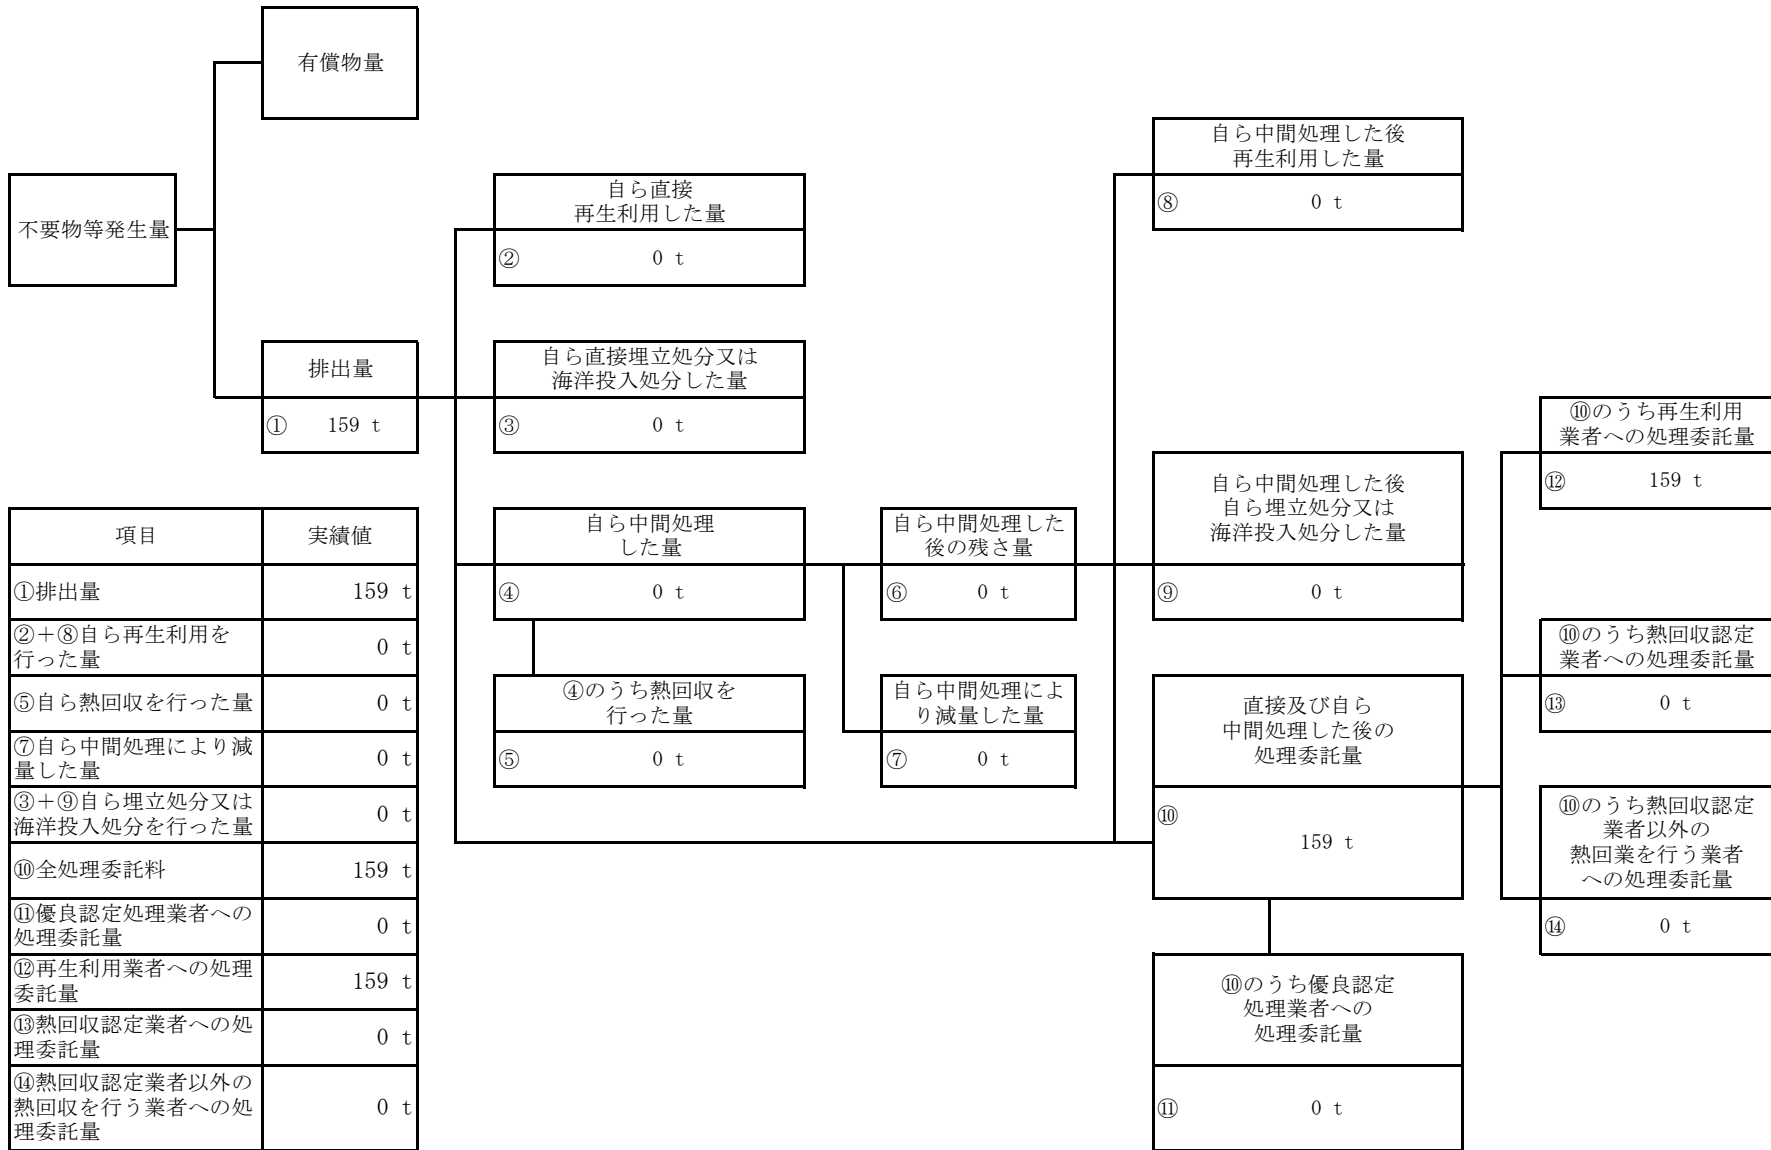 有償物量
不要物等発生量
排出量
① 159 t
自ら直接
再生利用した量
② 0 t
自ら直接埋立処分又は
海洋投入処分した量
③ 0 t
自ら中間処理
した量
④ 0 t
④のうち熱回収を
行った量
⑤ 0 t
自ら中間処理した
後の残さ量
⑥ 0 t
自ら中間処理によ
り減量した量
⑦ 0 t
自ら中間処理した後
再生利用した量
⑧ 0 t
自ら中間処理した後
自ら埋立処分又は
海洋投入処分した量
⑨ 0 t
直接及び自ら
中間処理した後の
処理委託量
⑩
159 t
⑩のうち優良認定
処理業者への
処理委託量
⑪ 0 t
⑩のうち再生利用
業者への処理委託量
⑫ 159 t
⑩のうち熱回収認定
業者への処理委託量
⑬ 0 t
⑩のうち熱回収認定
業者以外の
熱回業を行う業者
への処理委託量
⑭ 0 t
項目 実績値
①排出量 159 t
②＋⑧自ら再生利用を
行った量 0 t
⑤自ら熱回収を行った量 0 t
⑦自ら中間処理により減
量した量 0 t
③＋⑨自ら埋立処分又は
海洋投入処分を行った量 0 t
⑩全処理委託料 159 t
⑪優良認定処理業者への
処理委託量 0 t
⑫再生利用業者への処理
委託量 159 t
⑬熱回収認定業者への処
理委託量 0 t
⑭熱回収認定業者以外の
熱回収を行う業者への処
理委託量 0 t